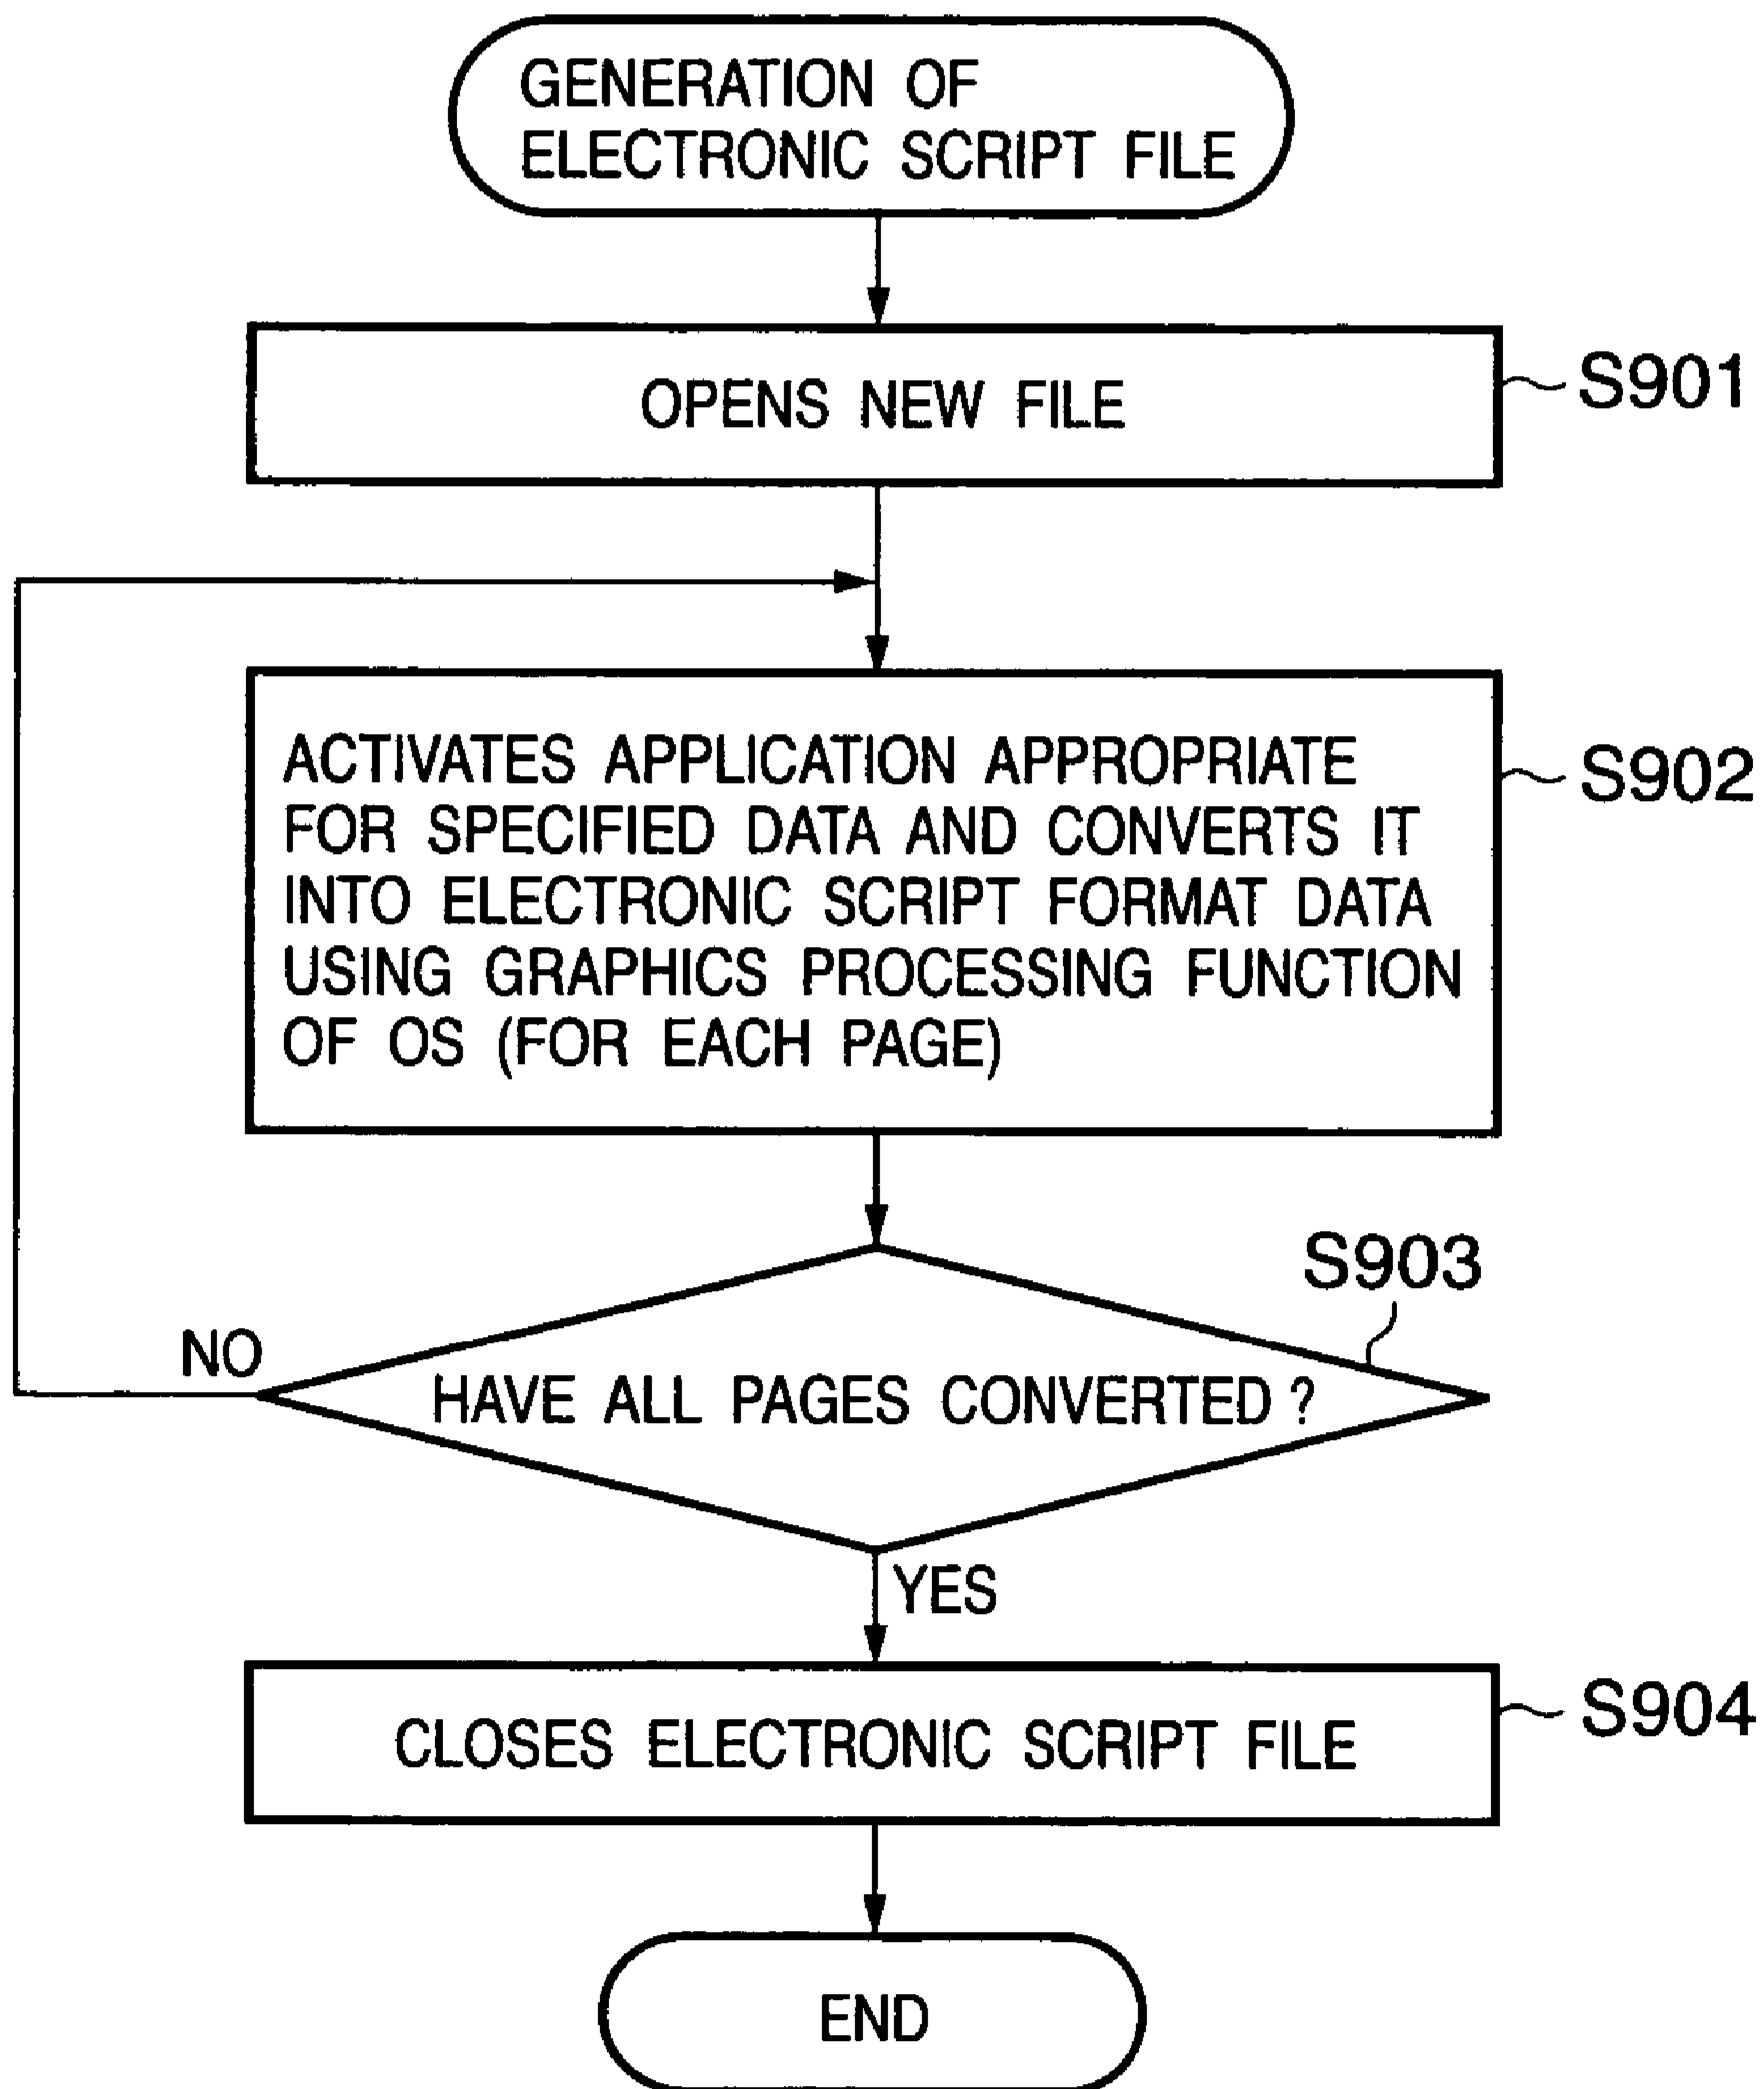 GENERATION OF
ELECTRONIC SCRIPT FILE
OPENS NEW FILE
S901
ACTIVATES APPLICATION APPROPRIATE
FOR SPECIFIED DATA AND CONVERTS IT
INTO ELECTRONIC SCRIPT FORMAT DATA
USING GRAPHICS PROCESSING FUNCTION
OF OS (FOR EACH PAGE)
S902
S903
NO
HAVE ALL PAGES CONVERTED ?
YES
CLOSES ELECTRONIC SCRIPT FILE
S904
END